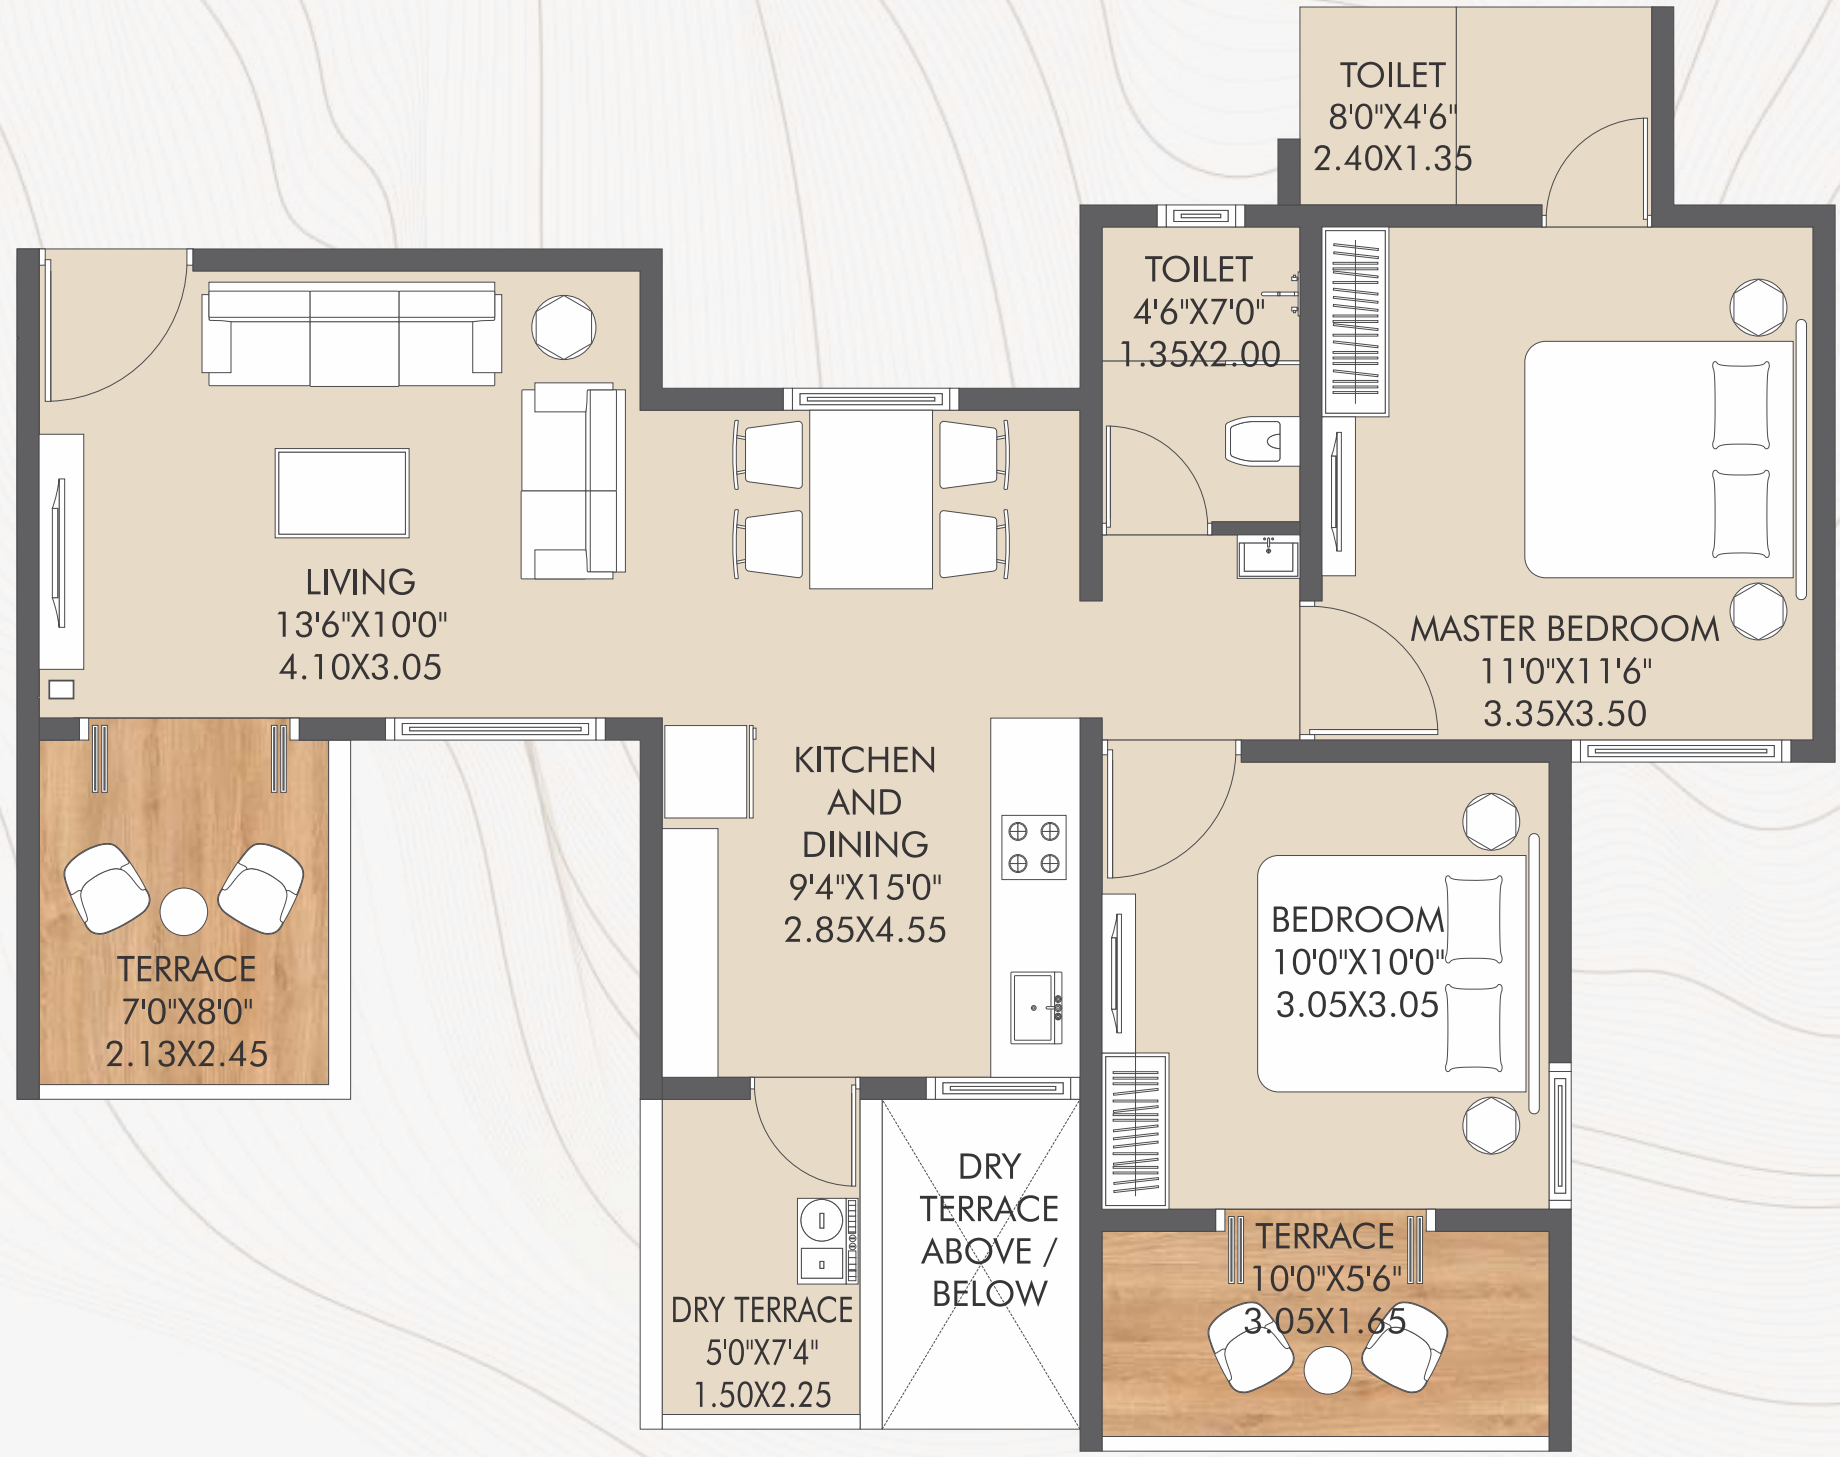 TOILET
8'0"X4'6"
2.40X1.35
TOILET
4'6"X7'0"
1.35X2.00
LIVING
13'6"X10'0"
4.10X3.05
MASTER BEDROOM
11'0"X11'6"
3.35X3.50
KITCHEN
AND
DINING
9'4"X15'0"
2.85X4.55
BEDROOM
10'0"X10'0"
3.05X3.05
TERRACE
7'0"X8'0"
2.13X2.45
DRY
TERRACE
ABOVE /
BELOW
TERRACE
10'0"X5'6"
3.05X1.65
DRY TERRACE
5'0"X7'4"
1.50X2.25